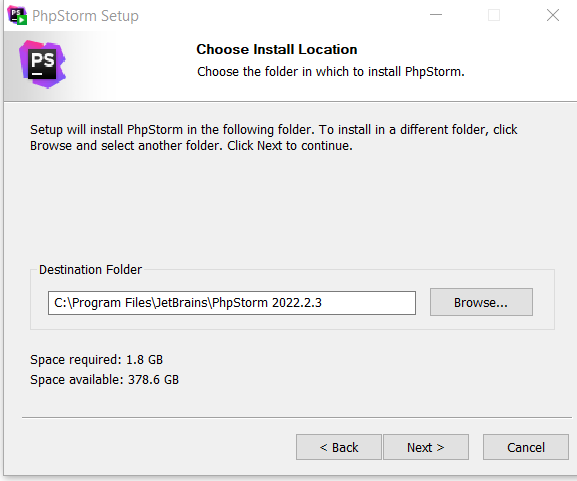 PS PhpStorm Setup
PS
Choose Install Location
Choose the folder in which to install PhpStorm.
Setup will install PhpStorm in the following folder. To install in a different folder, click
Browse and select another folder. Click Next to continue.
Destination Folder
C:\Program Files\JetBrains\PhpStorm 2022.2.3
Browse...
Space required: 1.8 GB
Space available: 378.6 GB
< Back
Next >
Cancel